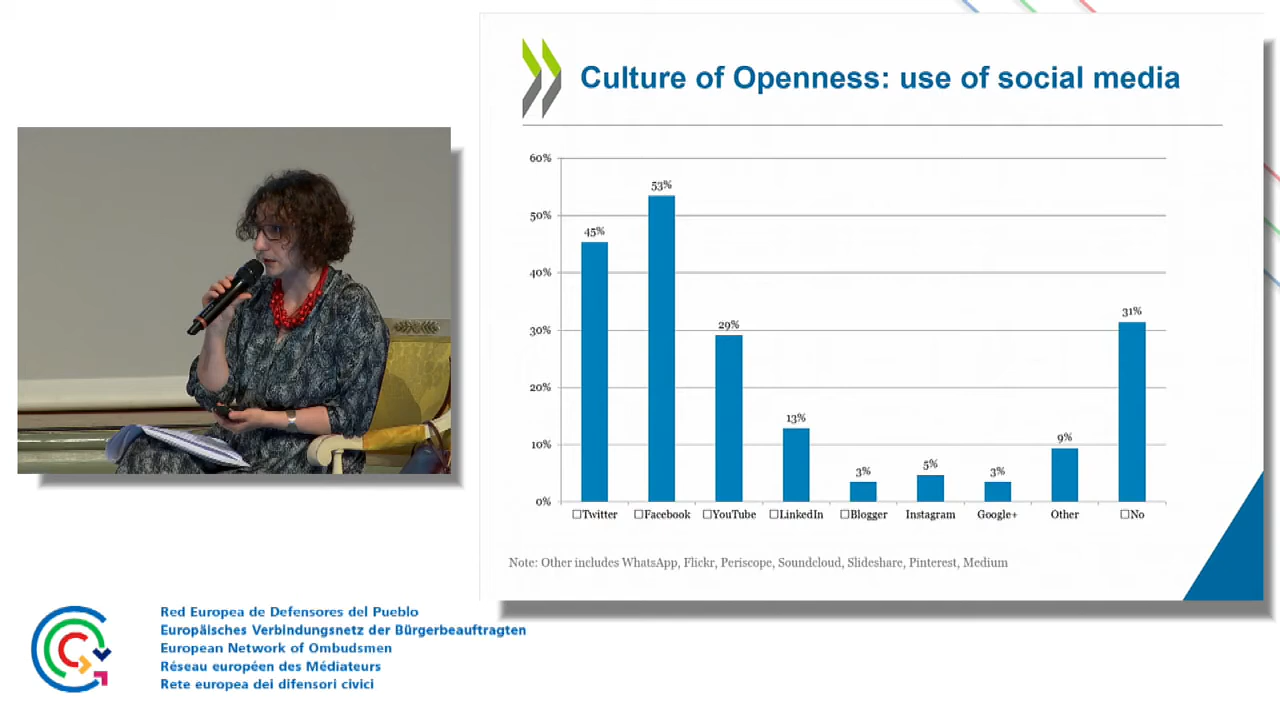 Culture of Openness: use of social media
60%
50%
40%
30%
20%
10%
0%
45%
53%
29%
13%
3%
5%
3%
9%
31%
☐Twitter
☐Facebook
☐YouTube
☐LinkedIn
☐Blogger
Instagram
Google+
Other
☐No
Note: Other includes WhatsApp, Flickr, Periscope, Soundcloud, Slideshare, Pinterest, Medium
Red Europea de Defensores del Pueblo
Europäisches Verbindungsnetz der Bürgerbeauftragten
European Network of Ombudsmen
Réseau européen des Médiateurs
Rete europea dei difensori civici